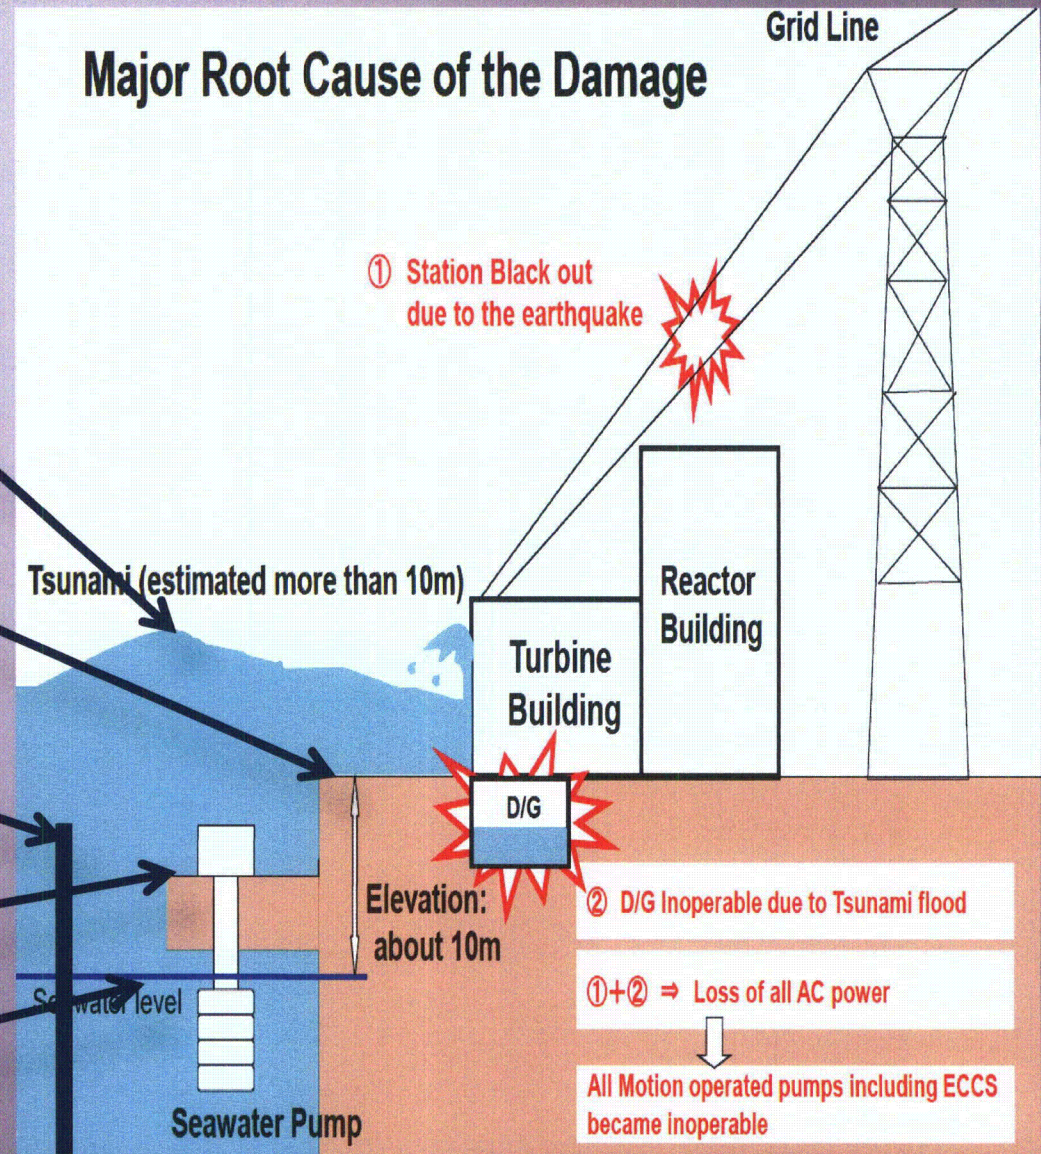 Grid Line
Major Root Cause of the Damage
① Station Black out
due to the earthquake
Tsunami (estimated more than 10m)
Reactor
Building
Turbine
Building
D/G
Elevation:
about 10m
② D/G Inoperable due to Tsunami flood
①+② ⇒ Loss of all AC power
Seawater level
All Motion operated pumps including ECCS
became inoperable
Seawater Pump